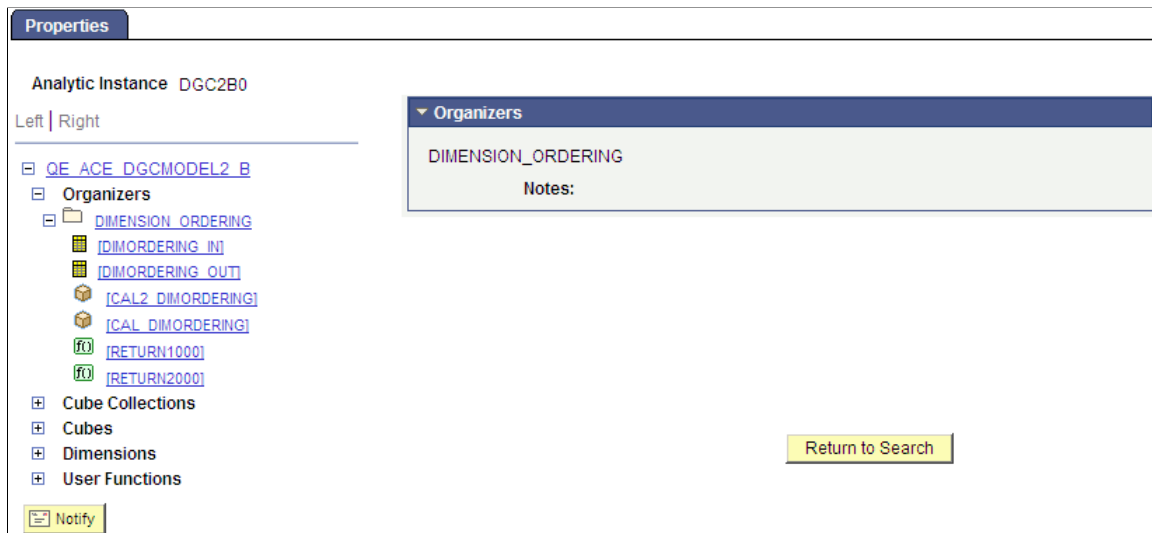 Properties
Analytic Instance DGC2B0
Left | Right
QE_ACE_DGCMODEL2_B
Organizers
DIMENSION_ORDERING
[DIMORDERING_IN]
[DIMORDERING_OUT]
[CAL2_DIMORDERING]
[CAL_DIMORDERING]
f() [RETURN1000]
f() [RETURN2000]
Cube Collections
Cubes
Dimensions
User Functions
Notify
Organizers
DIMENSION_ORDERING
Notes:
Return to Search